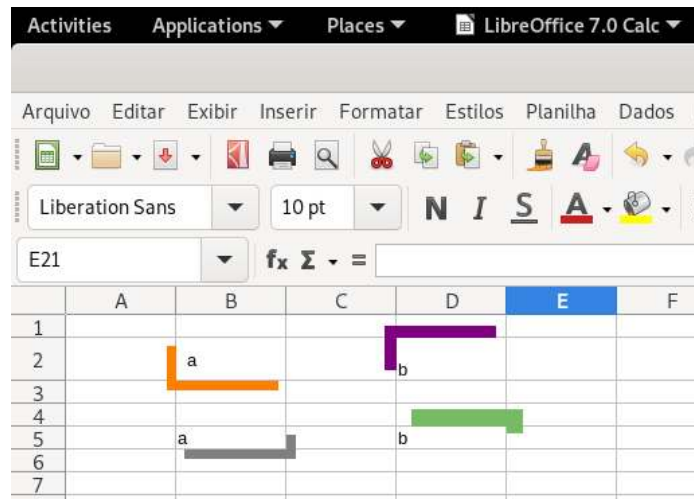 Activities Applications Places LibreOffice 7.0 Calc
Arquivo Editar Exibir Inserir Formatar Estilos Planilha Dados
Liberation Sans 10 pt N I S A
E21 fx Σ =
A B C D E F
1
2 a b
3
4
5 a b
6
7